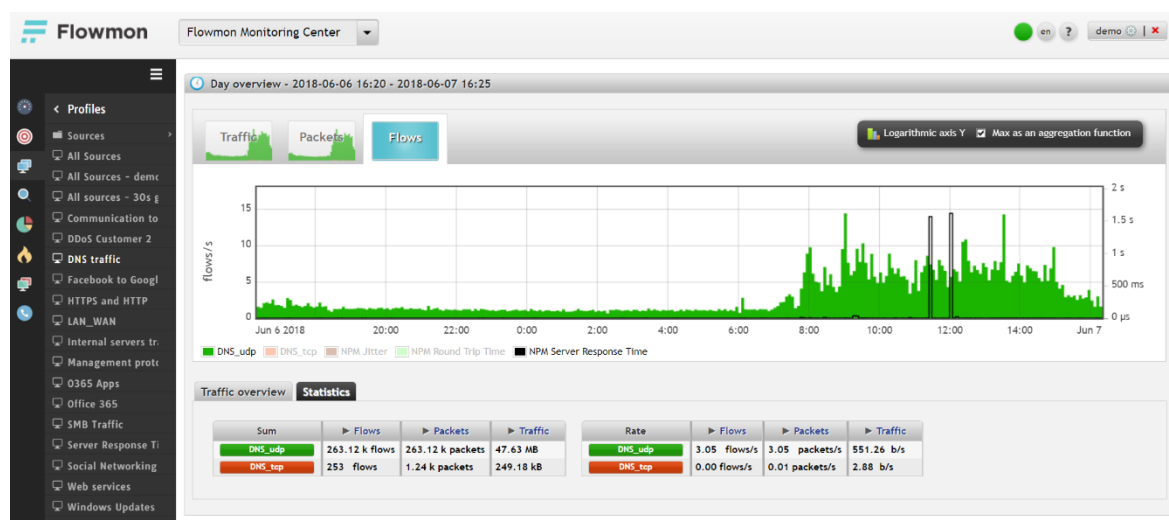 Flowmon
Flowmon Monitoring Center
en ? demo
Day overview - 2018-06-06 16:20 - 2018-06-07 16:25
Profiles
Sources
All Sources
All Sources - demo
All sources - 30s g
Communication to
DDoS Customer 2
DNS traffic
Facebook to Googl
HTTPS and HTTP
LAN_WAN
Internal servers tr
Management proto
O365 Apps
Office 365
SMB Traffic
Server Response Ti
Social Networking
Web services
Windows Updates
Traffic Packets Flows
Logarithmic axis Y Max as an aggregation function
flows/s
15
10
5
0
2 s
1.5 s
1 s
500 ms
0 µs
Jun 6 2018 20:00 22:00 0:00 2:00 4:00 6:00 8:00 10:00 12:00 14:00 Jun 7
DNS_udp DNS_tcp NPM Jitter NPM Round Trip Time NPM Server Response Time
Traffic overview Statistics
Sum Flows Packets Traffic
DNS_udp 263.12 k flows 263.12 k packets 47.63 MB
DNS_tcp 253 flows 1.24 k packets 249.18 kB
Rate Flows Packets Traffic
DNS_udp 3.05 flows/s 3.05 packets/s 551.26 b/s
DNS_tcp 0.00 flows/s 0.01 packets/s 2.88 b/s